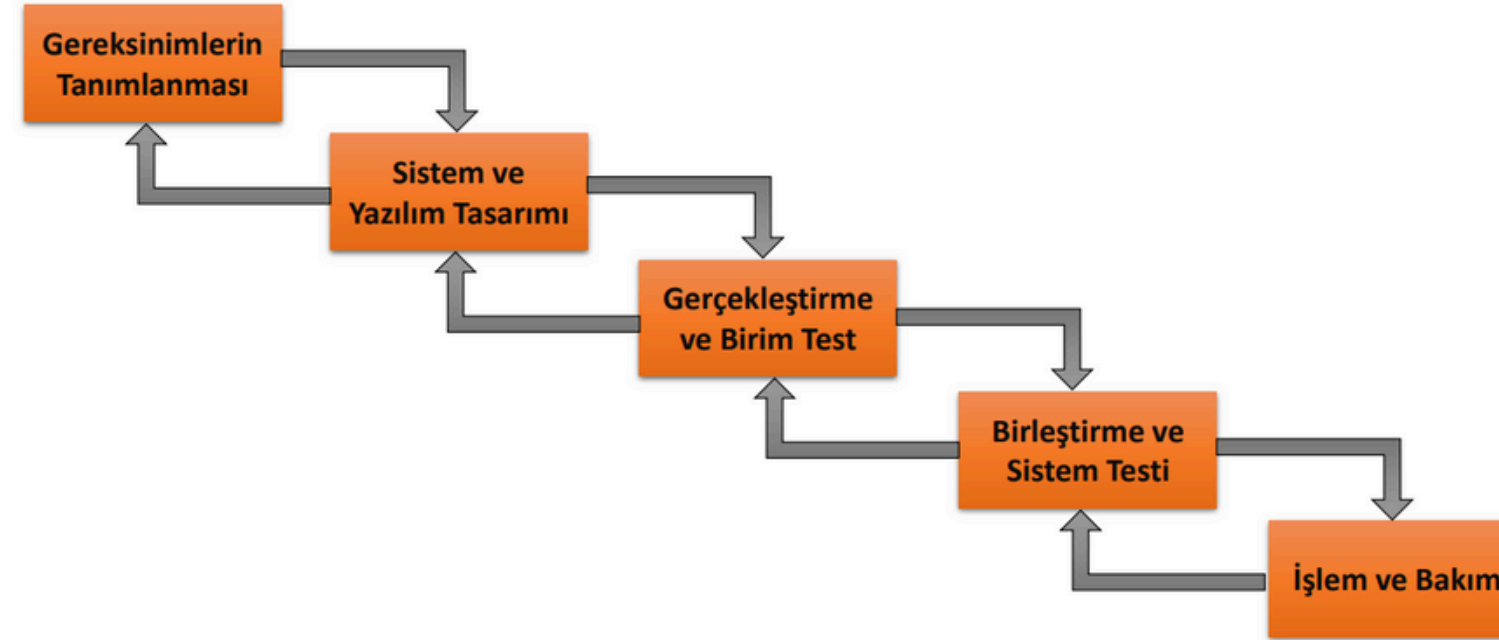 Gereksinimlerin
Tanımlanması
Sistem ve
Yazılım Tasarımı
Gerçekleştirme
ve Birim Test
Birleştirme ve
Sistem Testi
İşlem ve Bakım